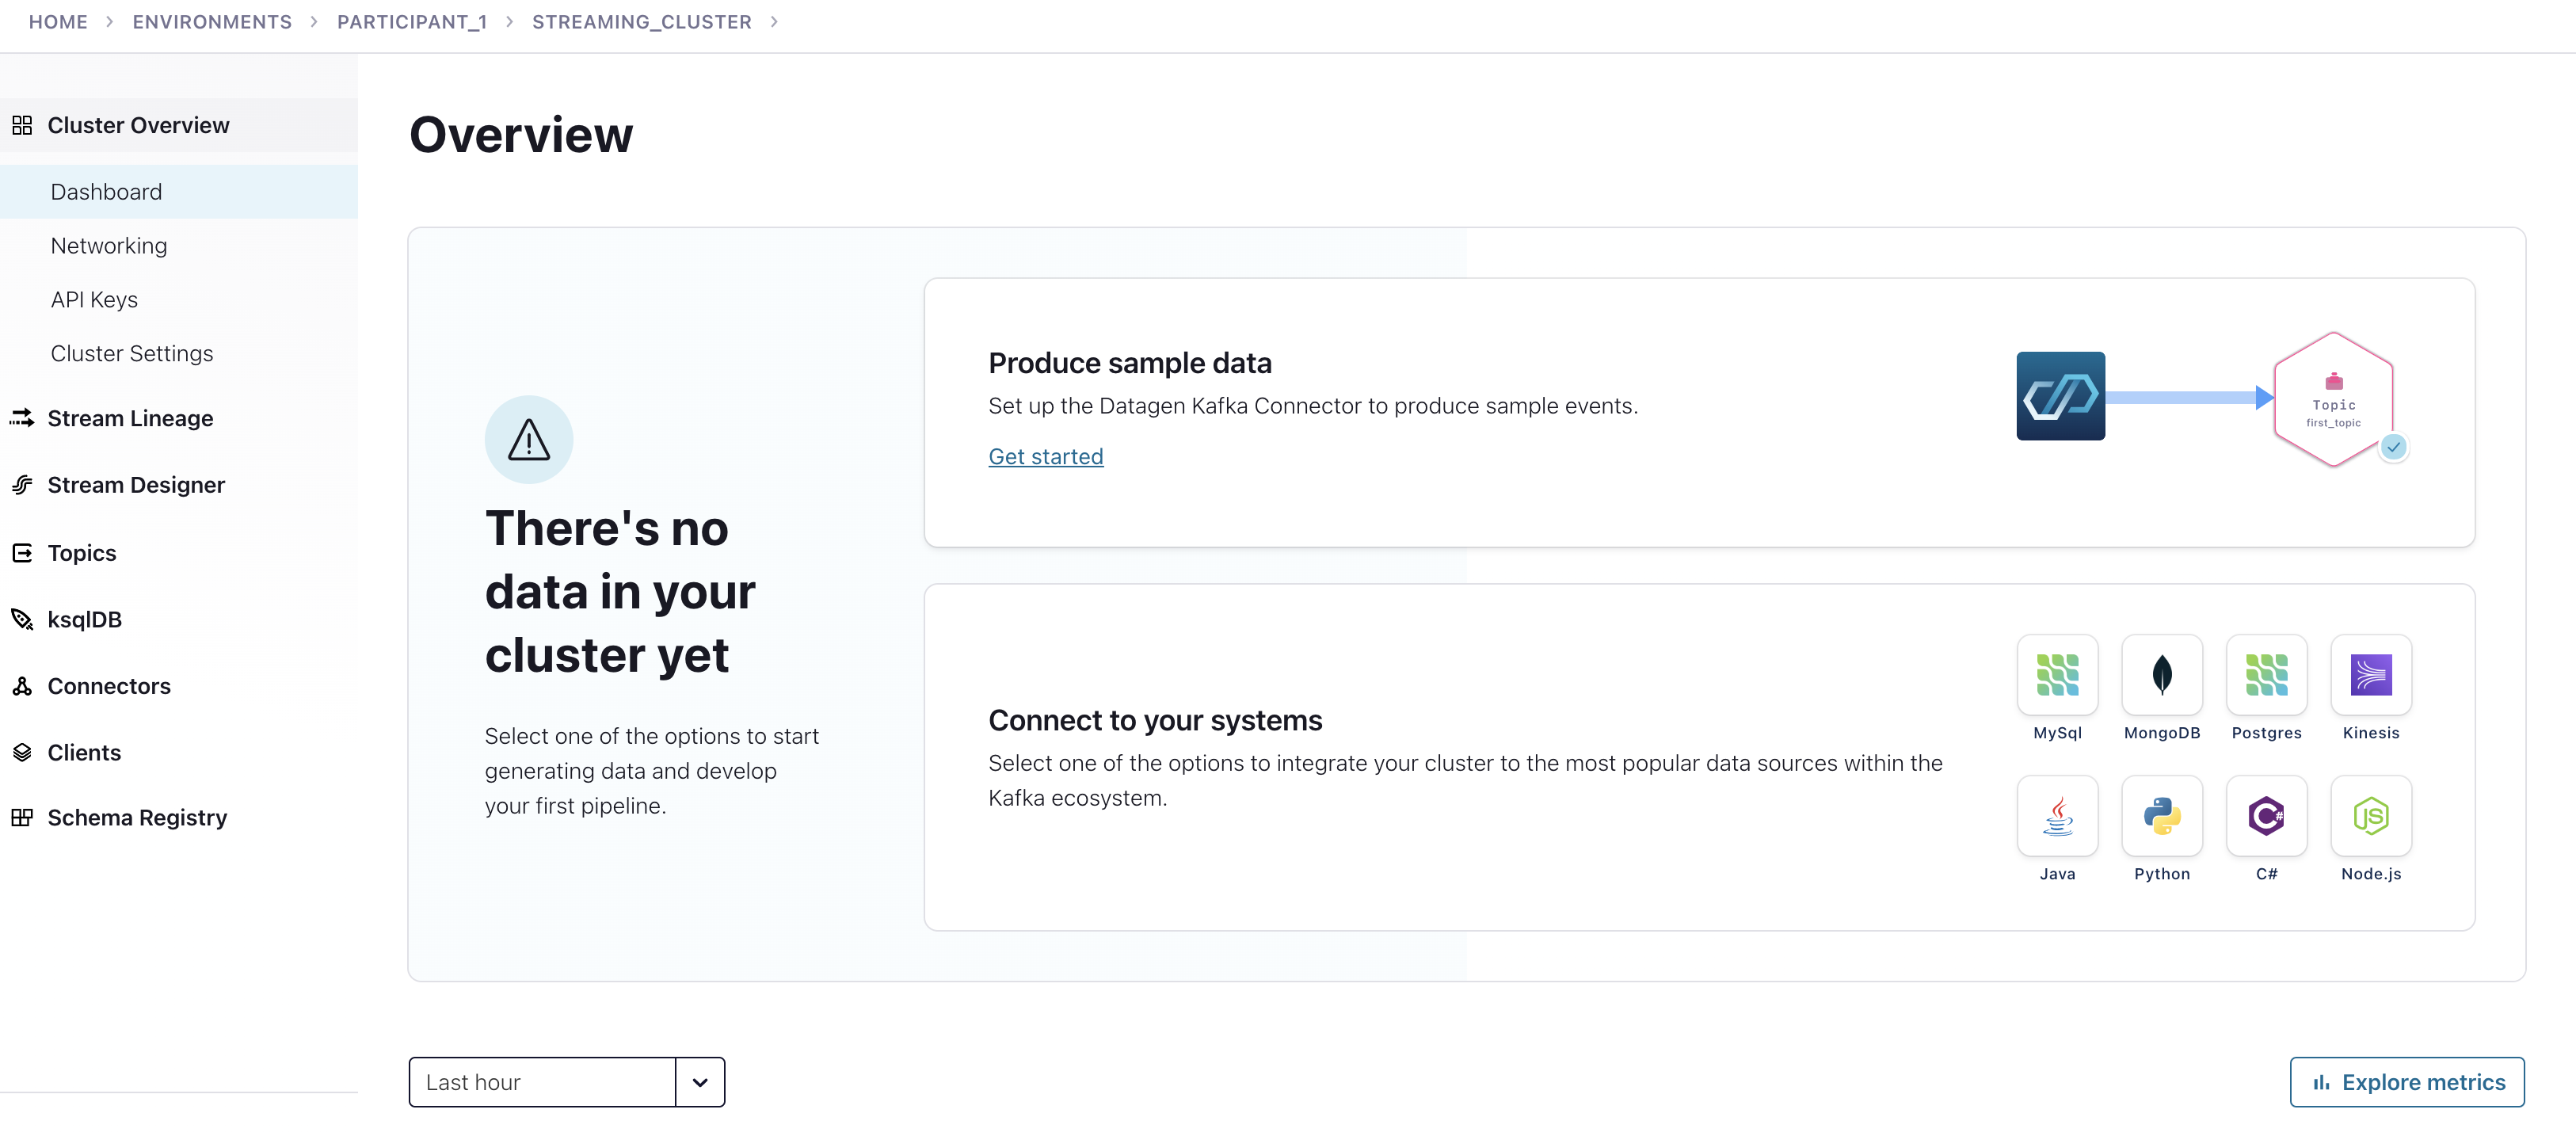 HOME > ENVIRONMENTS > PARTICIPANT_1 > STREAMING_CLUSTER >
Cluster Overview
Dashboard
Networking
API Keys
Cluster Settings
Stream Lineage
Stream Designer
Topics
ksqlDB
Connectors
Clients
Schema Registry
Overview
There's no
data in your
cluster yet
Select one of the options to start
generating data and develop
your first pipeline.
Produce sample data
Set up the Datagen Kafka Connector to produce sample events.
Get started
Topic
first_topic
Connect to your systems
Select one of the options to integrate your cluster to the most popular data sources within the
Kafka ecosystem.
MySql MongoDB Postgres Kinesis
C# JS
Java Python C# Node.js
Last hour
Explore metrics